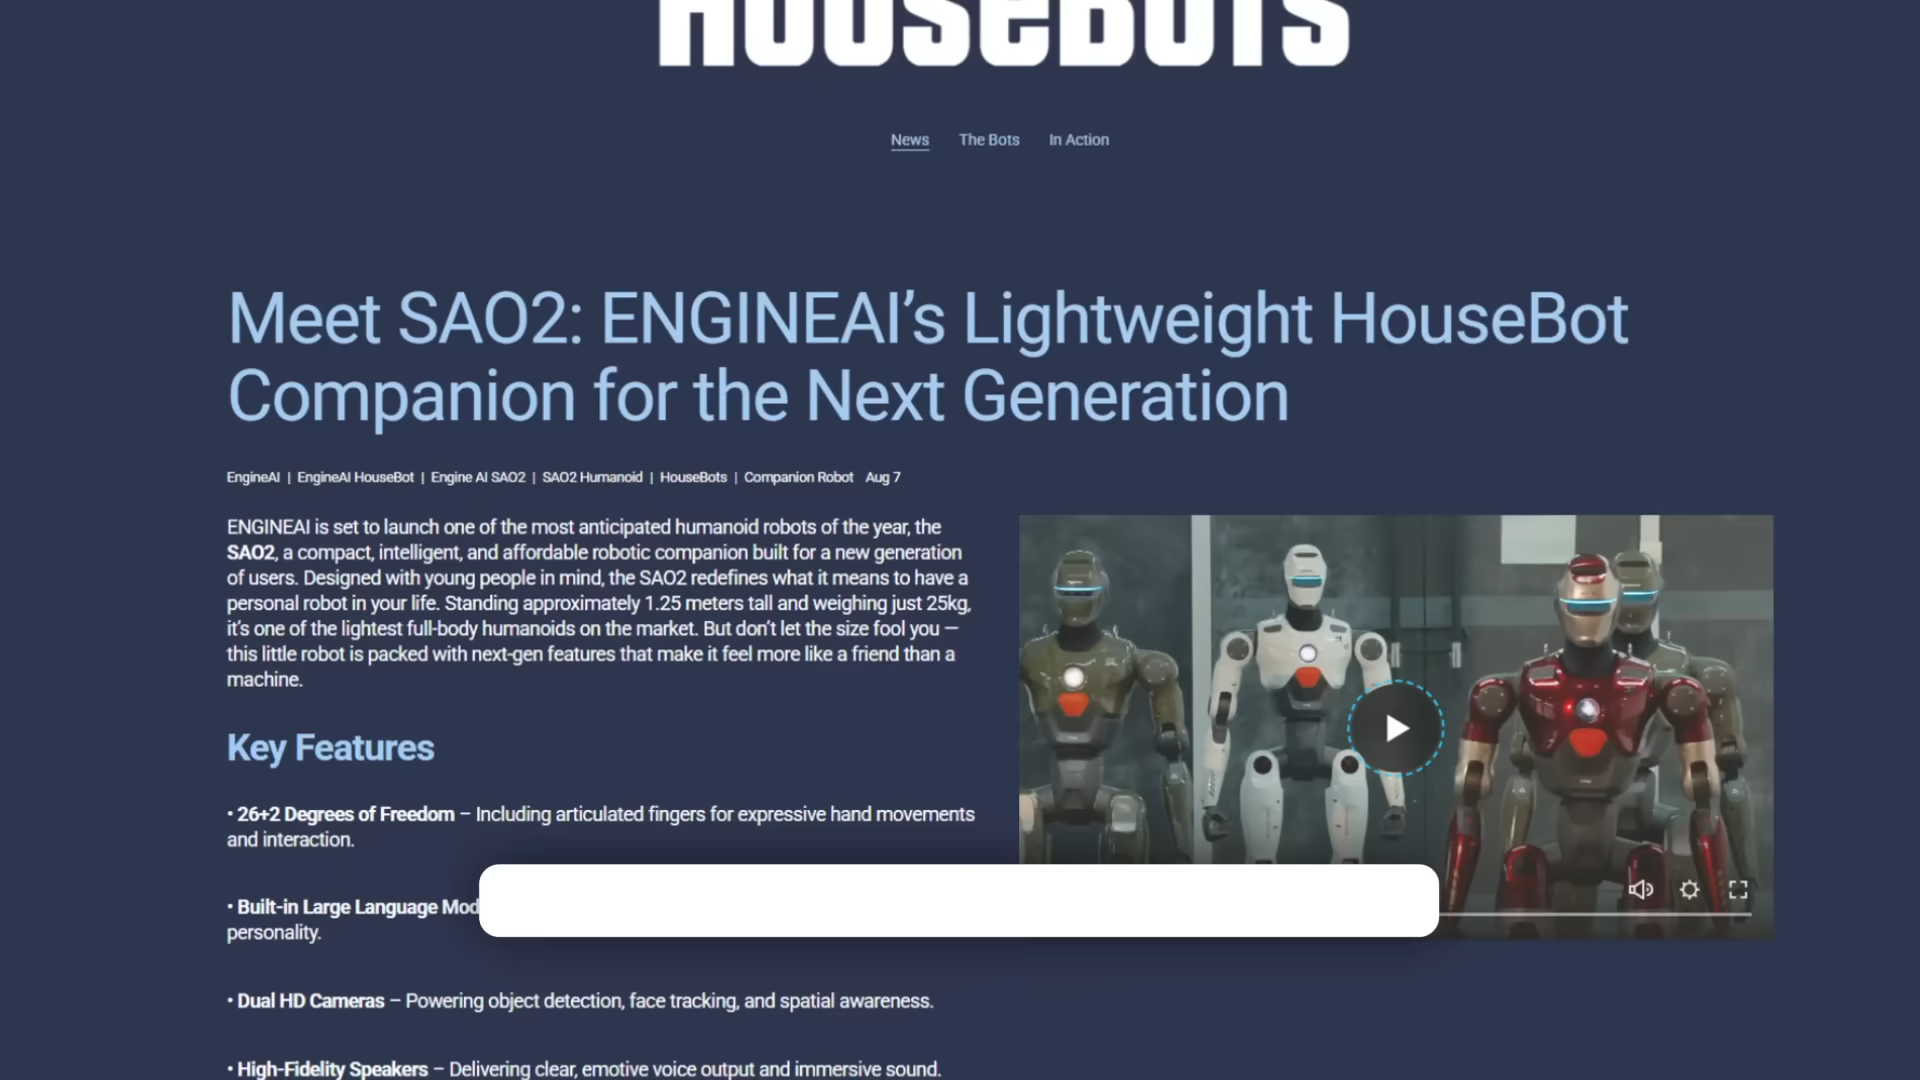 HOUSEBOTS
News The Bots In Action
Meet SAO2: ENGINEAI’s Lightweight HouseBot
Companion for the Next Generation
EngineAI | EngineAI HouseBot | Engine AI SAO2 | SAO2 Humanoid | HouseBots | Companion Robot Aug 7
ENGINEAI is set to launch one of the most anticipated humanoid robots of the year, the
SAO2, a compact, intelligent, and affordable robotic companion built for a new generation
of users. Designed with young people in mind, the SAO2 redefines what it means to have a
personal robot in your life. Standing approximately 1.25 meters tall and weighing just 25kg,
it’s one of the lightest full-body humanoids on the market. But don’t let the size fool you —
this little robot is packed with next-gen features that make it feel more like a friend than a
machine.
Key Features
• 26+2 Degrees of Freedom – Including articulated fingers for expressive hand movements
and interaction.
• Built-in Large Language Mod
personality.
• Dual HD Cameras – Powering object detection, face tracking, and spatial awareness.
• High-Fidelity Speakers – Delivering clear, emotive voice output and immersive sound.